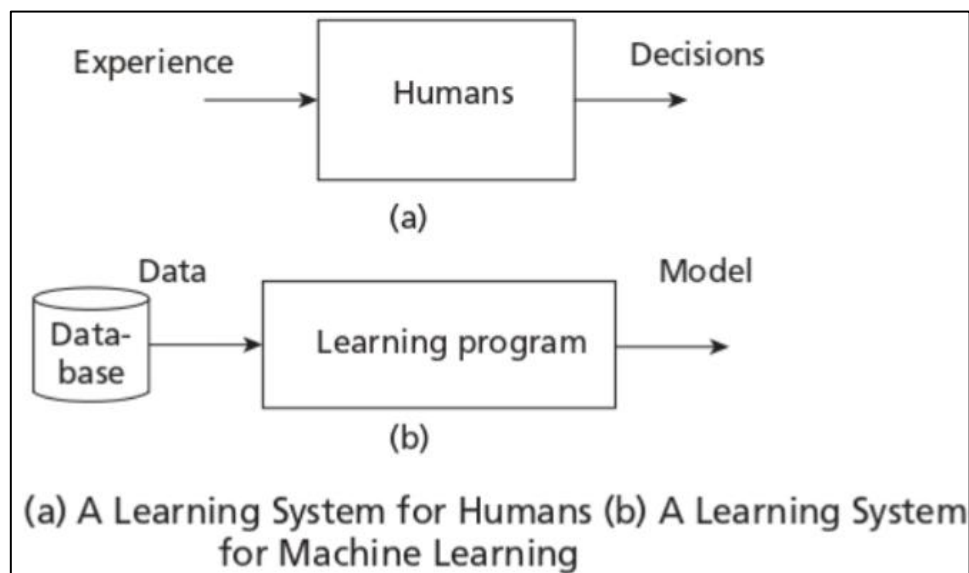 Experience
Humans
Decisions
(a)
Data
Model
Data-
base
Learning program
(b)
(a) A Learning System for Humans (b) A Learning System
for Machine Learning